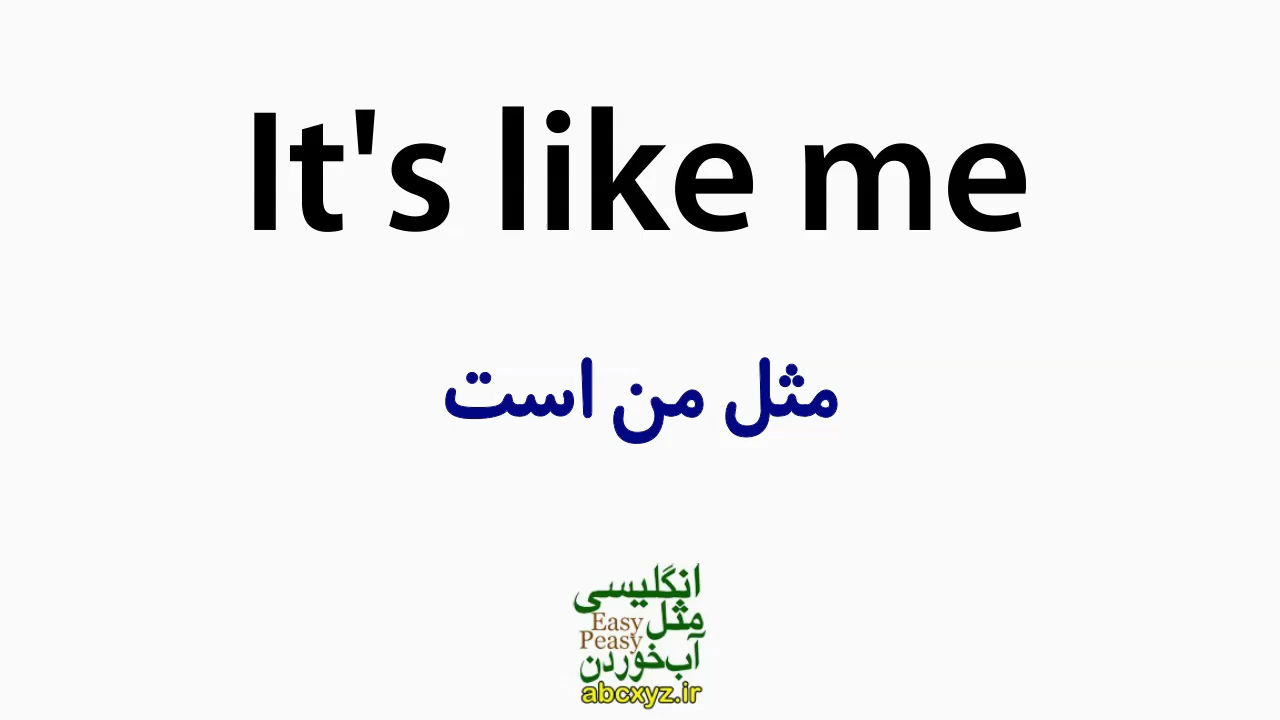 It's like me
مثل من است
انگلیسی
مثل Easy
Peasy
آب‌خوردن
abcxyz.ir